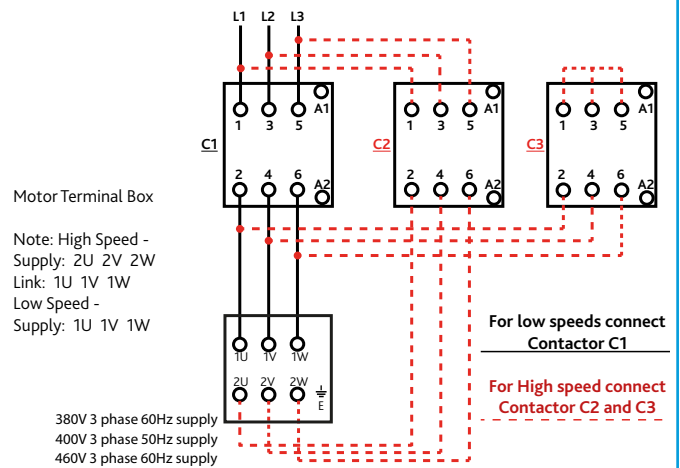 L1 L2 L3
A1 A1 A1
1 3 5 1 3 5 1 3 5
C1 C2 C3
2 4 6 2 4 6 2 4 6
A2 A2 A2
Motor Terminal Box
Note: High Speed -
Supply: 2U 2V 2W
Link: 1U 1V 1W
Low Speed -
Supply: 1U 1V 1W
1U 1V 1W
2U 2V 2W
E
For low speeds connect
Contactor C1
For High speed connect
Contactor C2 and C3
380V 3 phase 60Hz supply
400V 3 phase 50Hz supply
460V 3 phase 60Hz supply